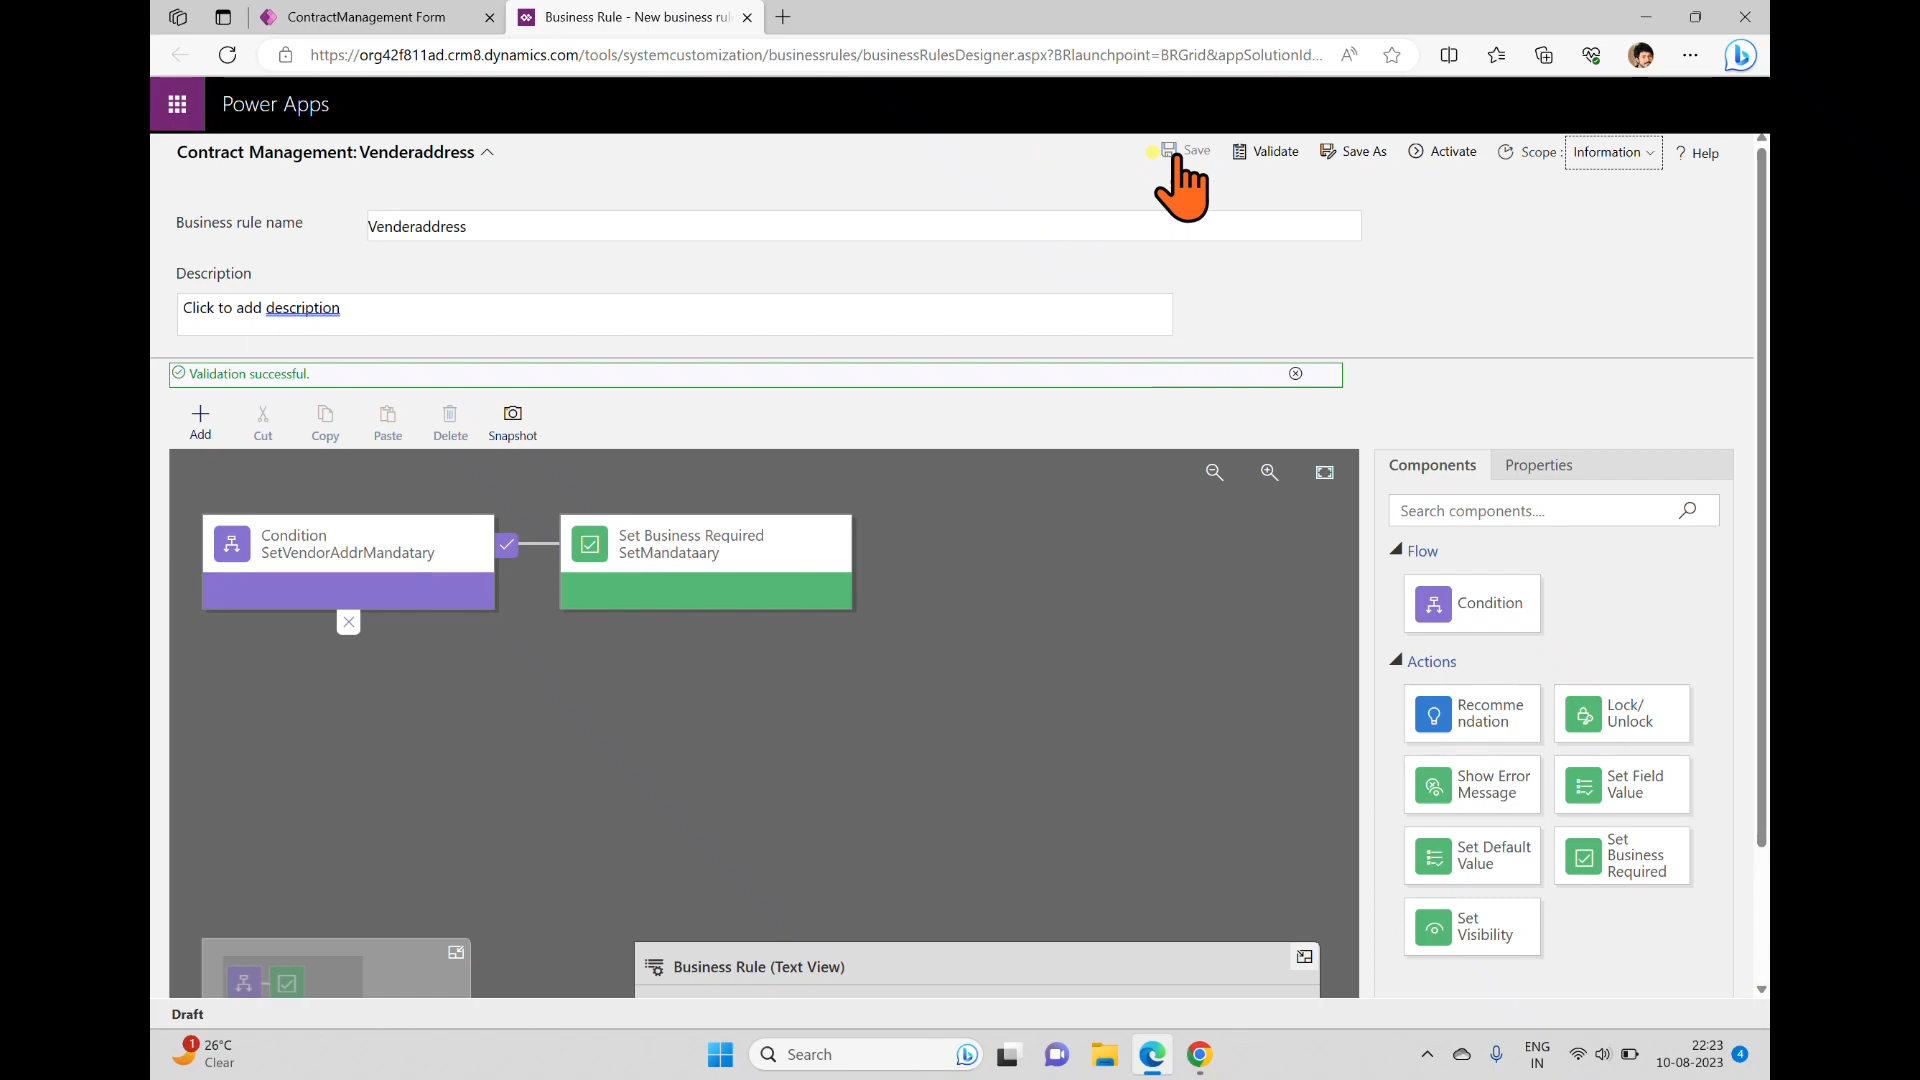 ContractManagement Form
Business Rule - New business rul
https://org42f811ad.crm8.dynamics.com/tools/systemcustomization/businessrules/businessRulesDesigner.aspx?BRlaunchpoint=BRGrid&appSolutionId...
Power Apps
Contract Management: Venderaddress
Save
Validate
Save As
Activate
Scope :
Information
? Help
Business rule name
Venderaddress
Description
Click to add description
Validation successful.
Add
Cut
Copy
Paste
Delete
Snapshot
Components
Properties
Search components....
Condition
SetVendorAddrMandatary
Set Business Required
SetMandataary
Flow
Condition
Actions
Recomme
ndation
Lock/
Unlock
Show Error
Message
Set Field
Value
Set Default
Value
Set
Business
Required
Set
Visibility
Business Rule (Text View)
Draft
1
26°C
Clear
Search
ENG
IN
22:23
10-08-2023
4